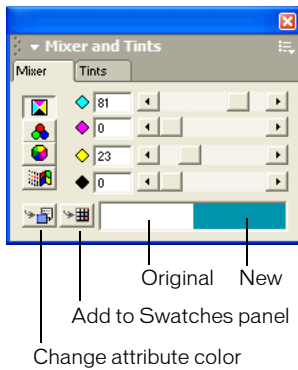 Mixer and Tints
Mixer Tints
81
0
23
0
Original New
Add to Swatches panel
Change attribute color